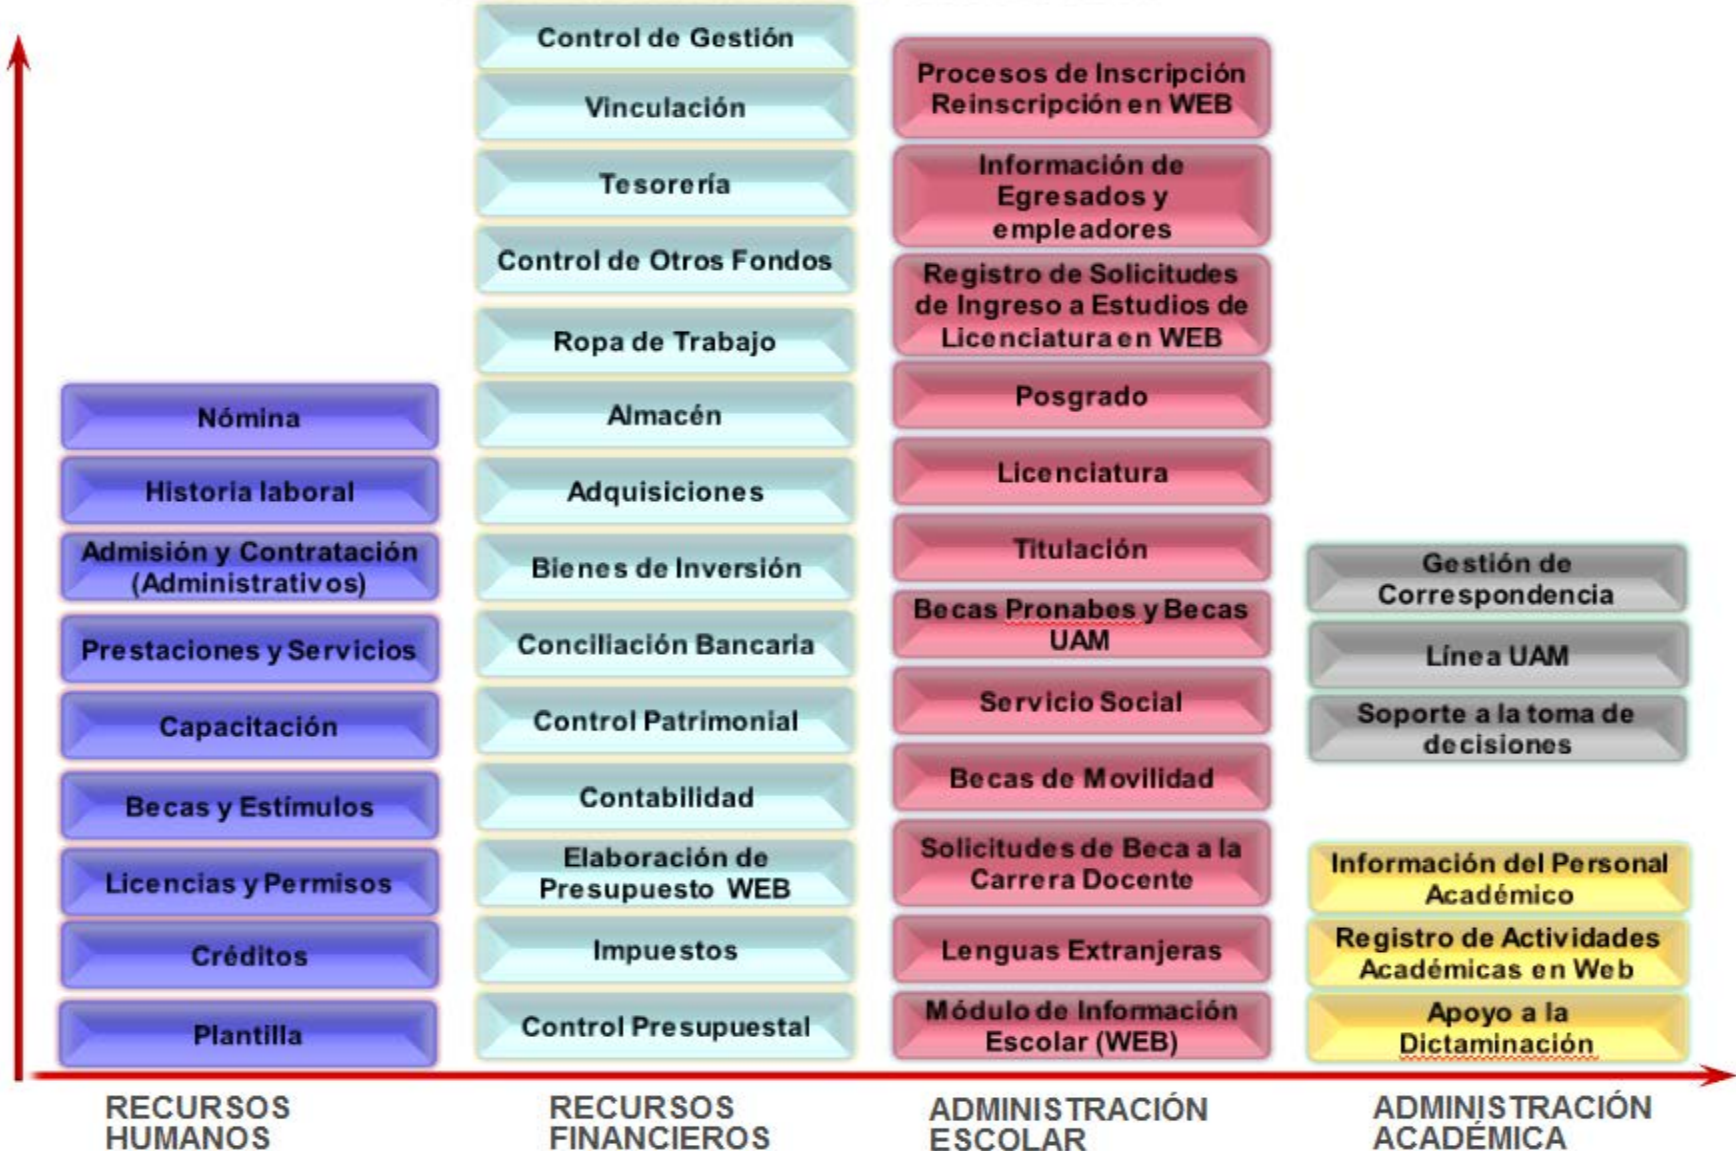 Nómina
Historia laboral
Admisión y Contratación
(Administrativos)
Prestaciones y Servicios
Capacitación
Becas y Estímulos
Licencias y Permisos
Créditos
Plantilla
RECURSOS
HUMANOS
Control de Gestión
Vinculación
Tesorería
Control de Otros Fondos
Ropa de Trabajo
Almacén
Adquisiciones
Bienes de Inversión
Conciliación Bancaria
Control Patrimonial
Contabilidad
Elaboración de
Presupuesto WEB
Impuestos
Control Presupuestal
RECURSOS
FINANCIEROS
Procesos de Inscripción
Reinscripción en WEB
Información de
Egresados y
empleadores
Registro de Solicitudes
de Ingreso a Estudios de
Licenciatura en WEB
Posgrado
Licenciatura
Titulación
Becas Pronabes y Becas
UAM
Servicio Social
Becas de Movilidad
Solicitudes de Beca a la
Carrera Docente
Lenguas Extranjeras
Módulo de Información
Escolar (WEB)
ADMINISTRACIÓN
ESCOLAR
Gestión de
Correspondencia
Línea UAM
Soporte a la toma de
decisiones
Información del Personal
Académico
Registro de Actividades
Académicas en Web
Apoyo a la
Dictaminación
ADMINISTRACIÓN
ACADÉMICA